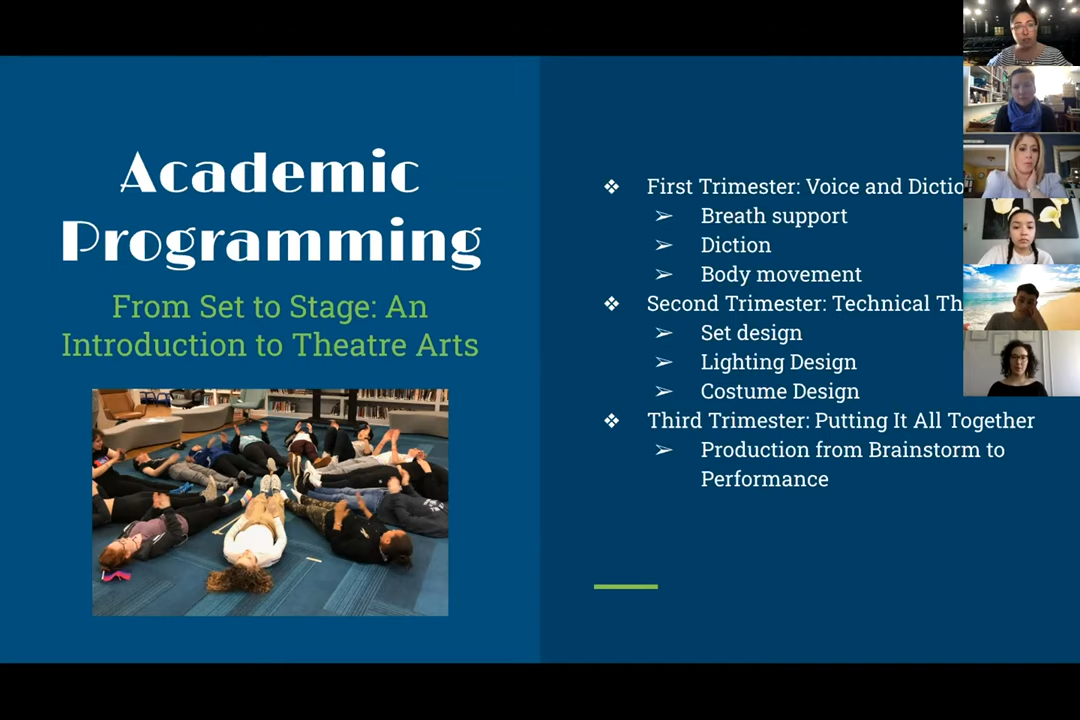 Academic
Programming
From Set to Stage: An
Introduction to Theatre Arts
❖ First Trimester: Voice and Dictio
➢ Breath support
➢ Diction
➢ Body movement
❖ Second Trimester: Technical Th
➢ Set design
➢ Lighting Design
➢ Costume Design
❖ Third Trimester: Putting It All Together
➢ Production from Brainstorm to
Performance